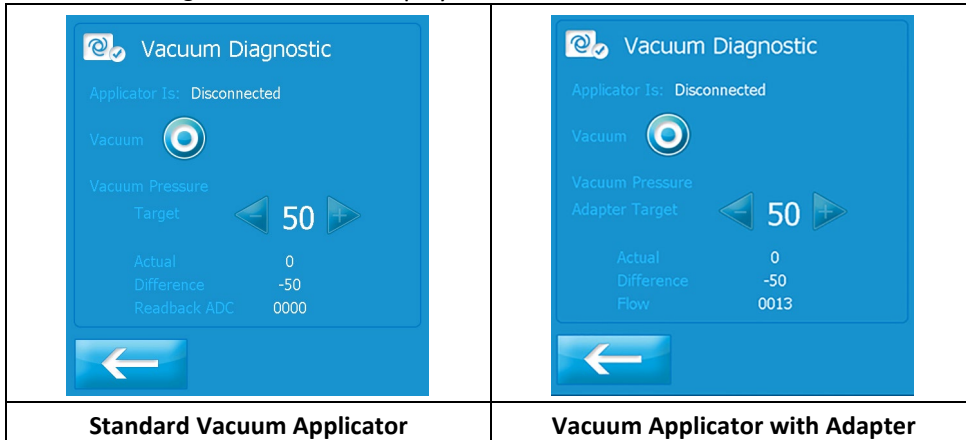 Vacuum Diagnostic
Applicator Is: Disconnected
Vacuum
Vacuum Pressure
Target 50
Actual 0
Difference -50
Readback ADC 0000
Standard Vacuum Applicator
Vacuum Diagnostic
Applicator Is: Disconnected
Vacuum
Vacuum Pressure
Adapter Target 50
Actual 0
Difference -50
Flow 0013
Vacuum Applicator with Adapter